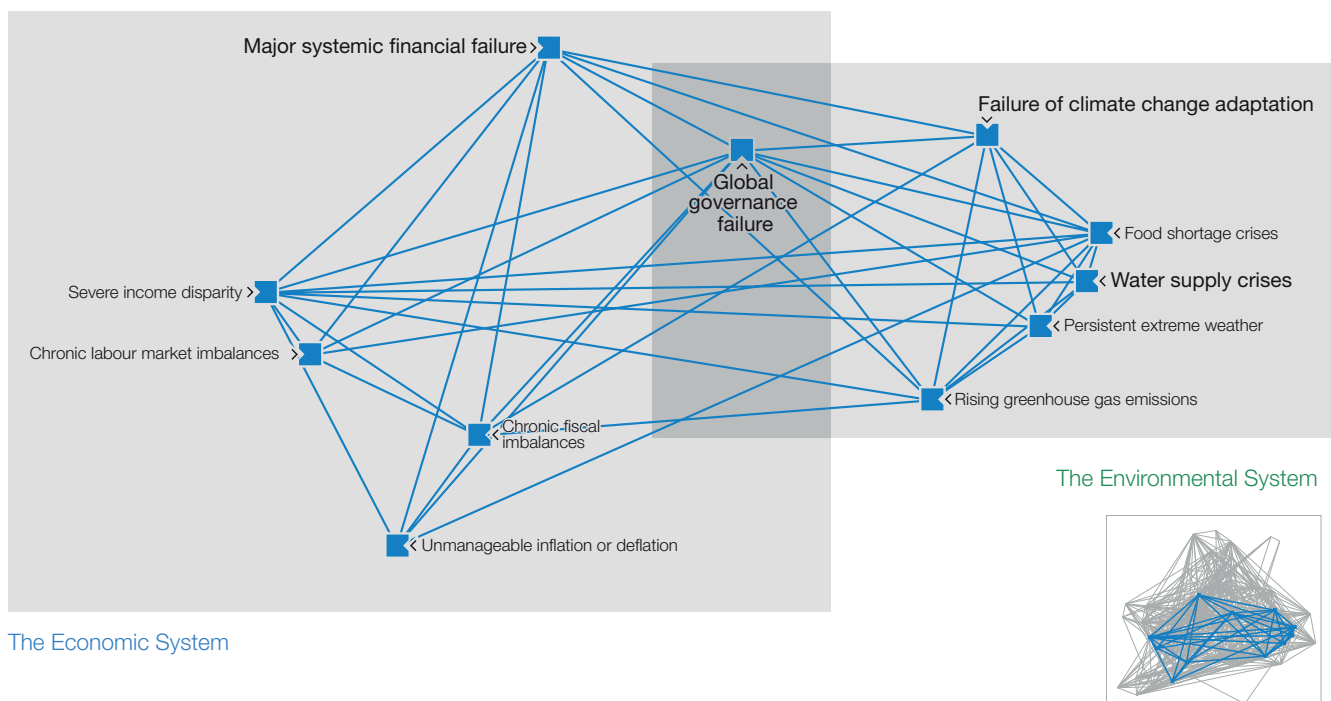 Major systemic financial failure
Failure of climate change adaptation
Global
governance
failure
Food shortage crises
Water supply crises
Severe income disparity
Persistent extreme weather
Chronic labour market imbalances
Rising greenhouse gas emissions
Chronic fiscal
imbalances
The Environmental System
Unmanageable inflation or deflation
The Economic System